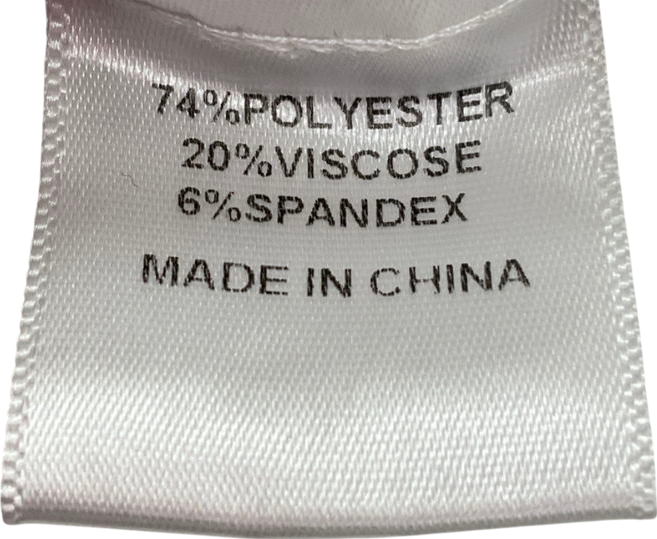 74%POLYESTER
20%VISCOSE
6%SPANDEX
MADE IN CHINA